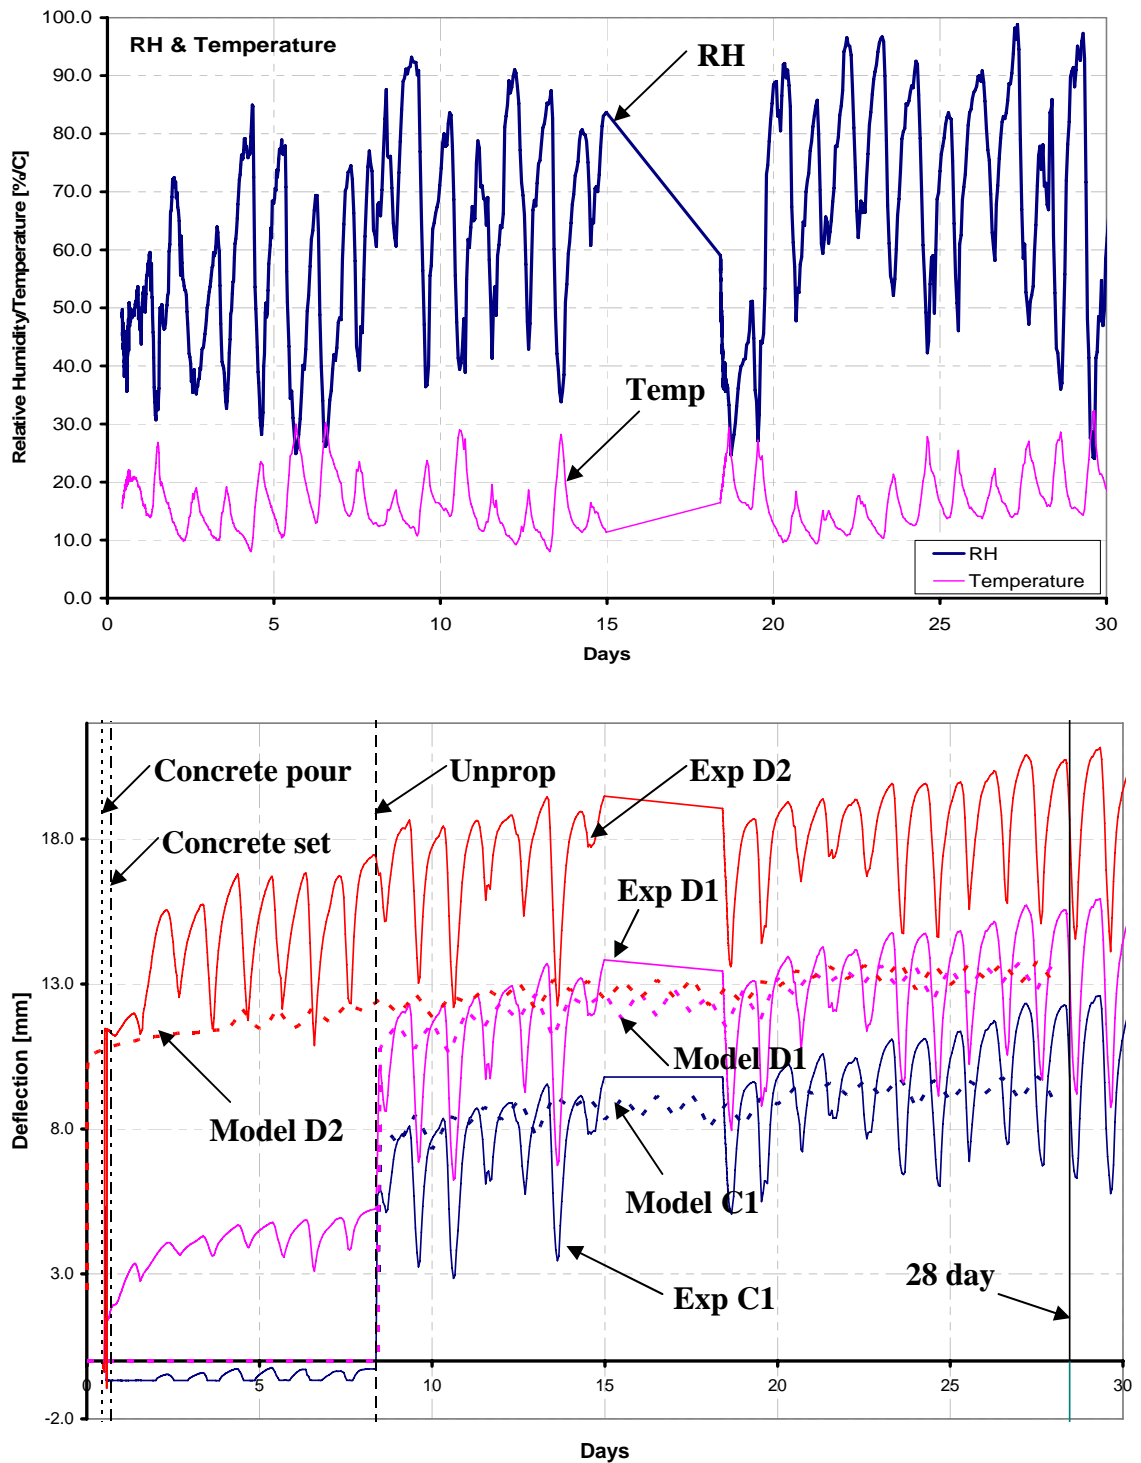 100.0
RH & Temperature
RH
90.0
80.0
70.0
60.0
50.0
40.0
Temp
30.0
20.0
10.0
0.0
Relative Humidity/Temperature [%/C]
RH
Temperature
0 5 10 15 20 25 30
Days
Concrete pour
Unprop
Exp D2
18.0
Concrete set
Exp D1
13.0
Model D1
Model D2
8.0
Model C1
3.0
28 day
Exp C1
0 5 10 15 20 25 30
-2.0
Deflection [mm]
Days